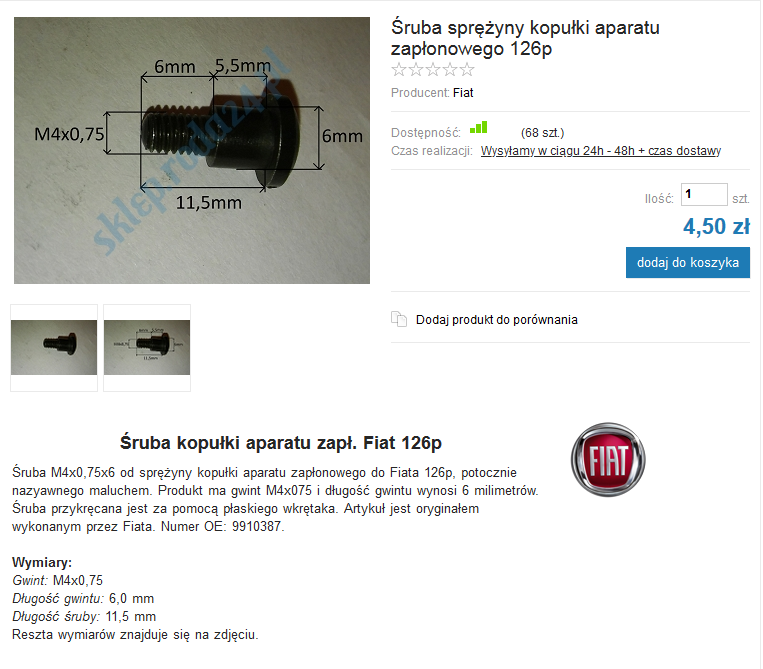 Śruba sprężyny kopułki aparatu
zapłonowego 126p
Producent: Fiat
Dostępność: (68 szt.)
Czas realizacji: Wysyłamy w ciągu 24h - 48h + czas dostawy
Ilość: 1 szt.
4,50 zł
dodaj do koszyka
Dodaj produkt do porównania
6mm 5,5mm
M4x0,75
6mm
11,5mm
Śruba kopułki aparatu zapł. Fiat 126p
FIAT
Śruba M4x0,75x6 od sprężyny kopułki aparatu zapłonowego do Fiata 126p, potocznie
nazyawnego maluchem. Produkt ma gwint M4x075 i długość gwintu wynosi 6 milimetrów.
Śruba przykręcana jest za pomocą płaskiego wkrętaka. Artykuł jest oryginałem
wykonanym przez Fiata. Numer OE: 9910387.
Wymiary:
Gwint: M4x0,75
Długość gwintu: 6,0 mm
Długość śruby: 11,5 mm
Reszta wymiarów znajduje się na zdjęciu.